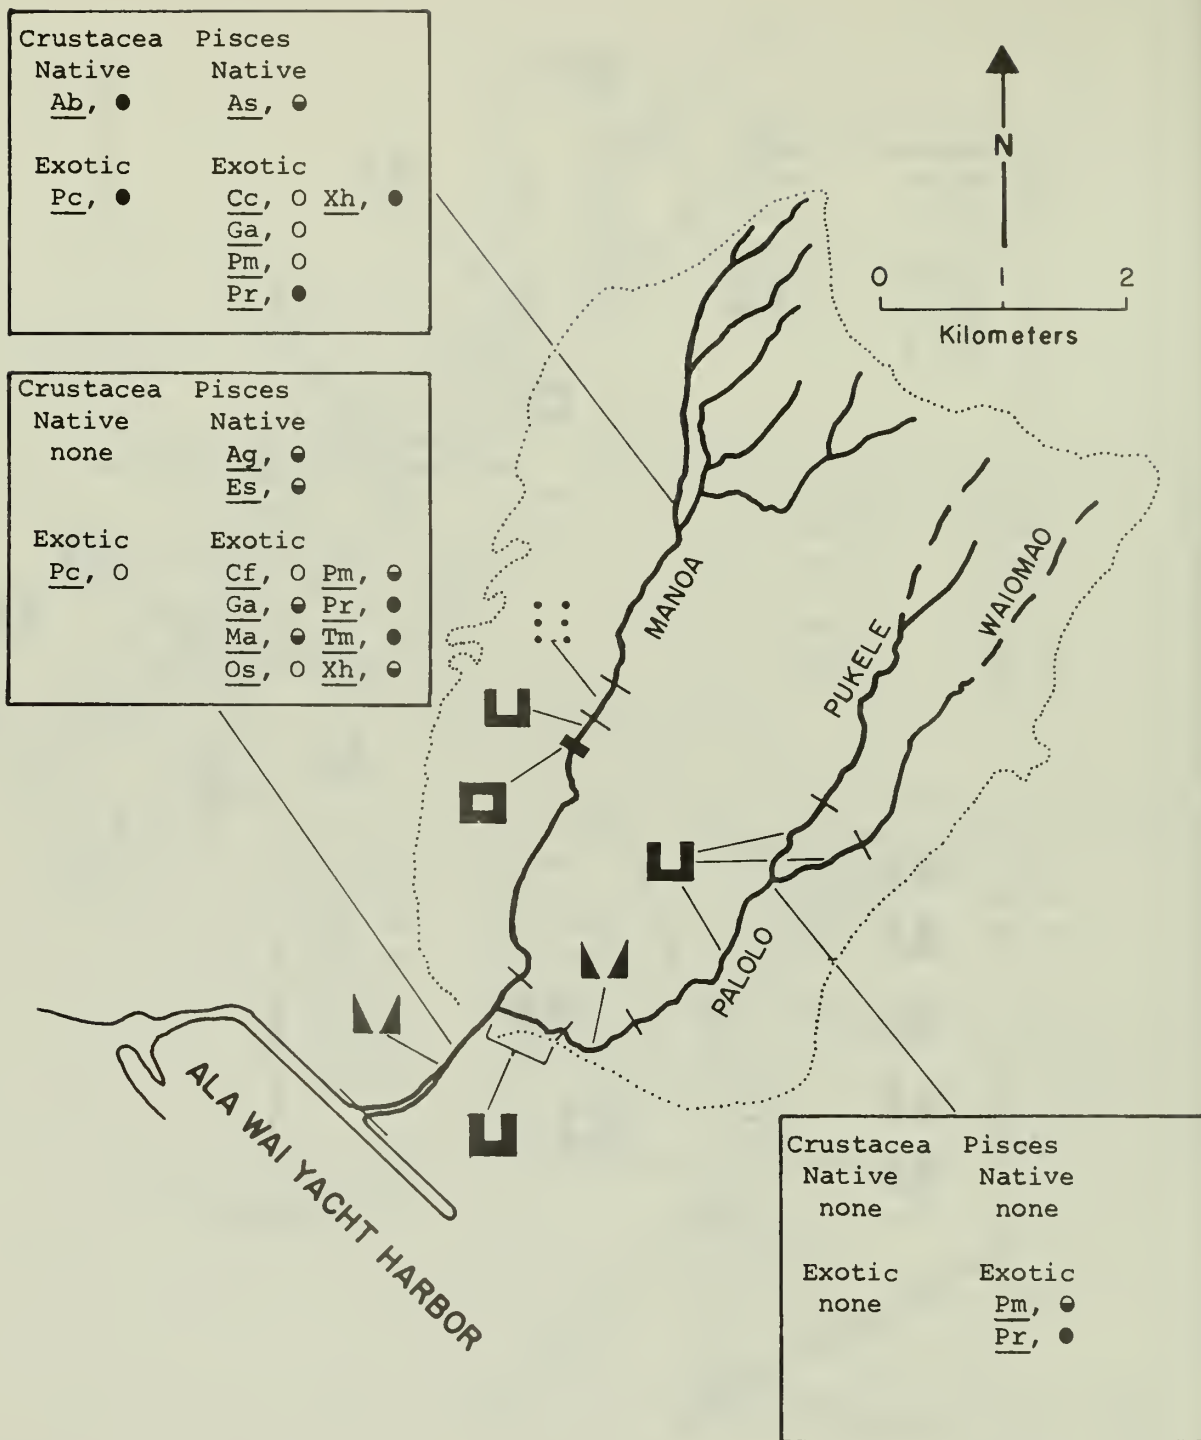 Crustacea Pisces
Native Native
Ab, ● As, ◒
Exotic Exotic
Pc, ● Cc, O Xh, ●
Ga, O
Pm, O
Pr, ●
N
0 1 2
Kilometers
Crustacea Pisces
Native Native
none Ag, ◒
Es, ◒
Exotic Exotic
Pc, O Cf, O Pm, ◒
Ga, ◒ Pr, ●
Ma, ◒ Tm, ●
Os, O Xh, ◒
MANOA
PUKELE
WAIOMAO
PALOLO
ALA WAI YACHT HARBOR
Crustacea Pisces
Native Native
none none
Exotic Exotic
none Pm, ◒
Pr, ●